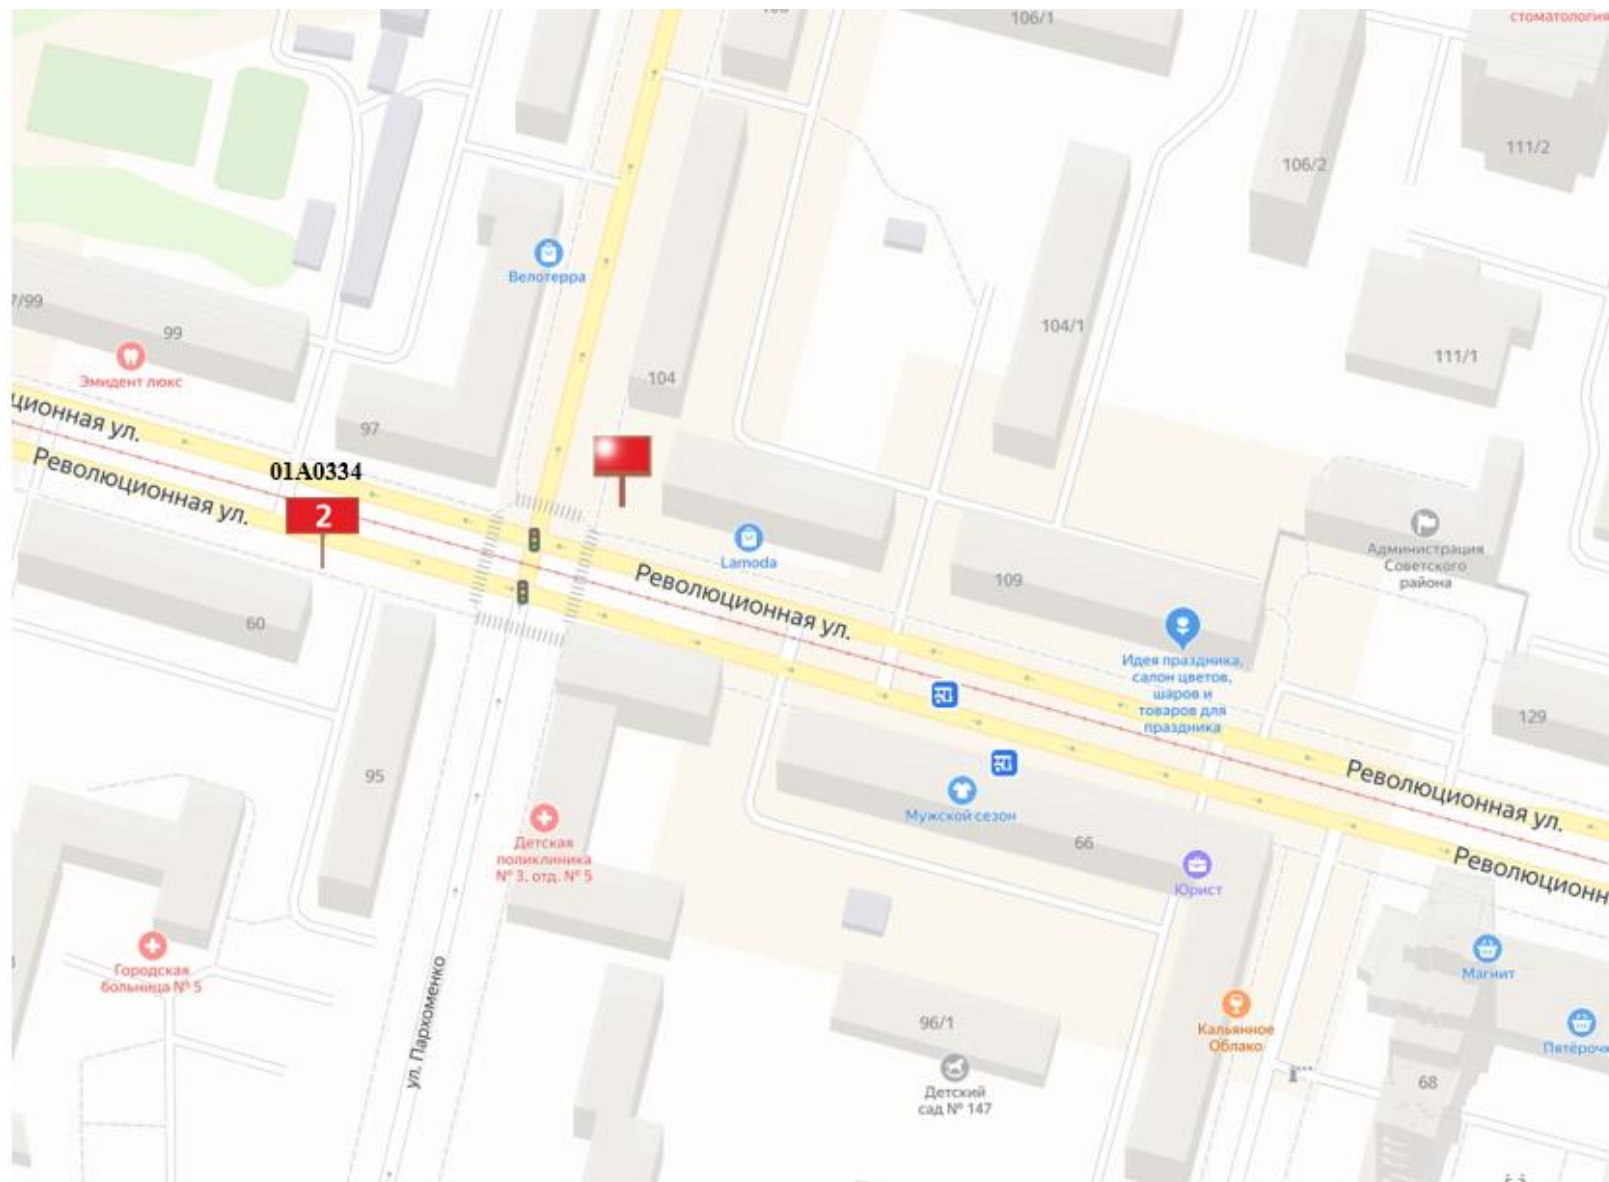 106/1
стоматология
111/2
106/2
Велотерра
7/99
99
104/1
111/1
Эмидент люкс
104
ционная ул.
97
Революционная ул.
01А0334
2
Lamoda
Администрация
Советского
района
109
Революционная ул.
60
Идея праздника,
салон цветов,
шаров и
товаров для
праздника
129
95
Революционная ул.
Мужской сезон
66
Детская
поликлиника
№ 3, отд. № 5
Юрист
Революционн
Городская
больница № 5
Магнит
ул. Пархоменко
96/1
Кальянное
Облако
Пятёрочк
Детский
сад № 147
68